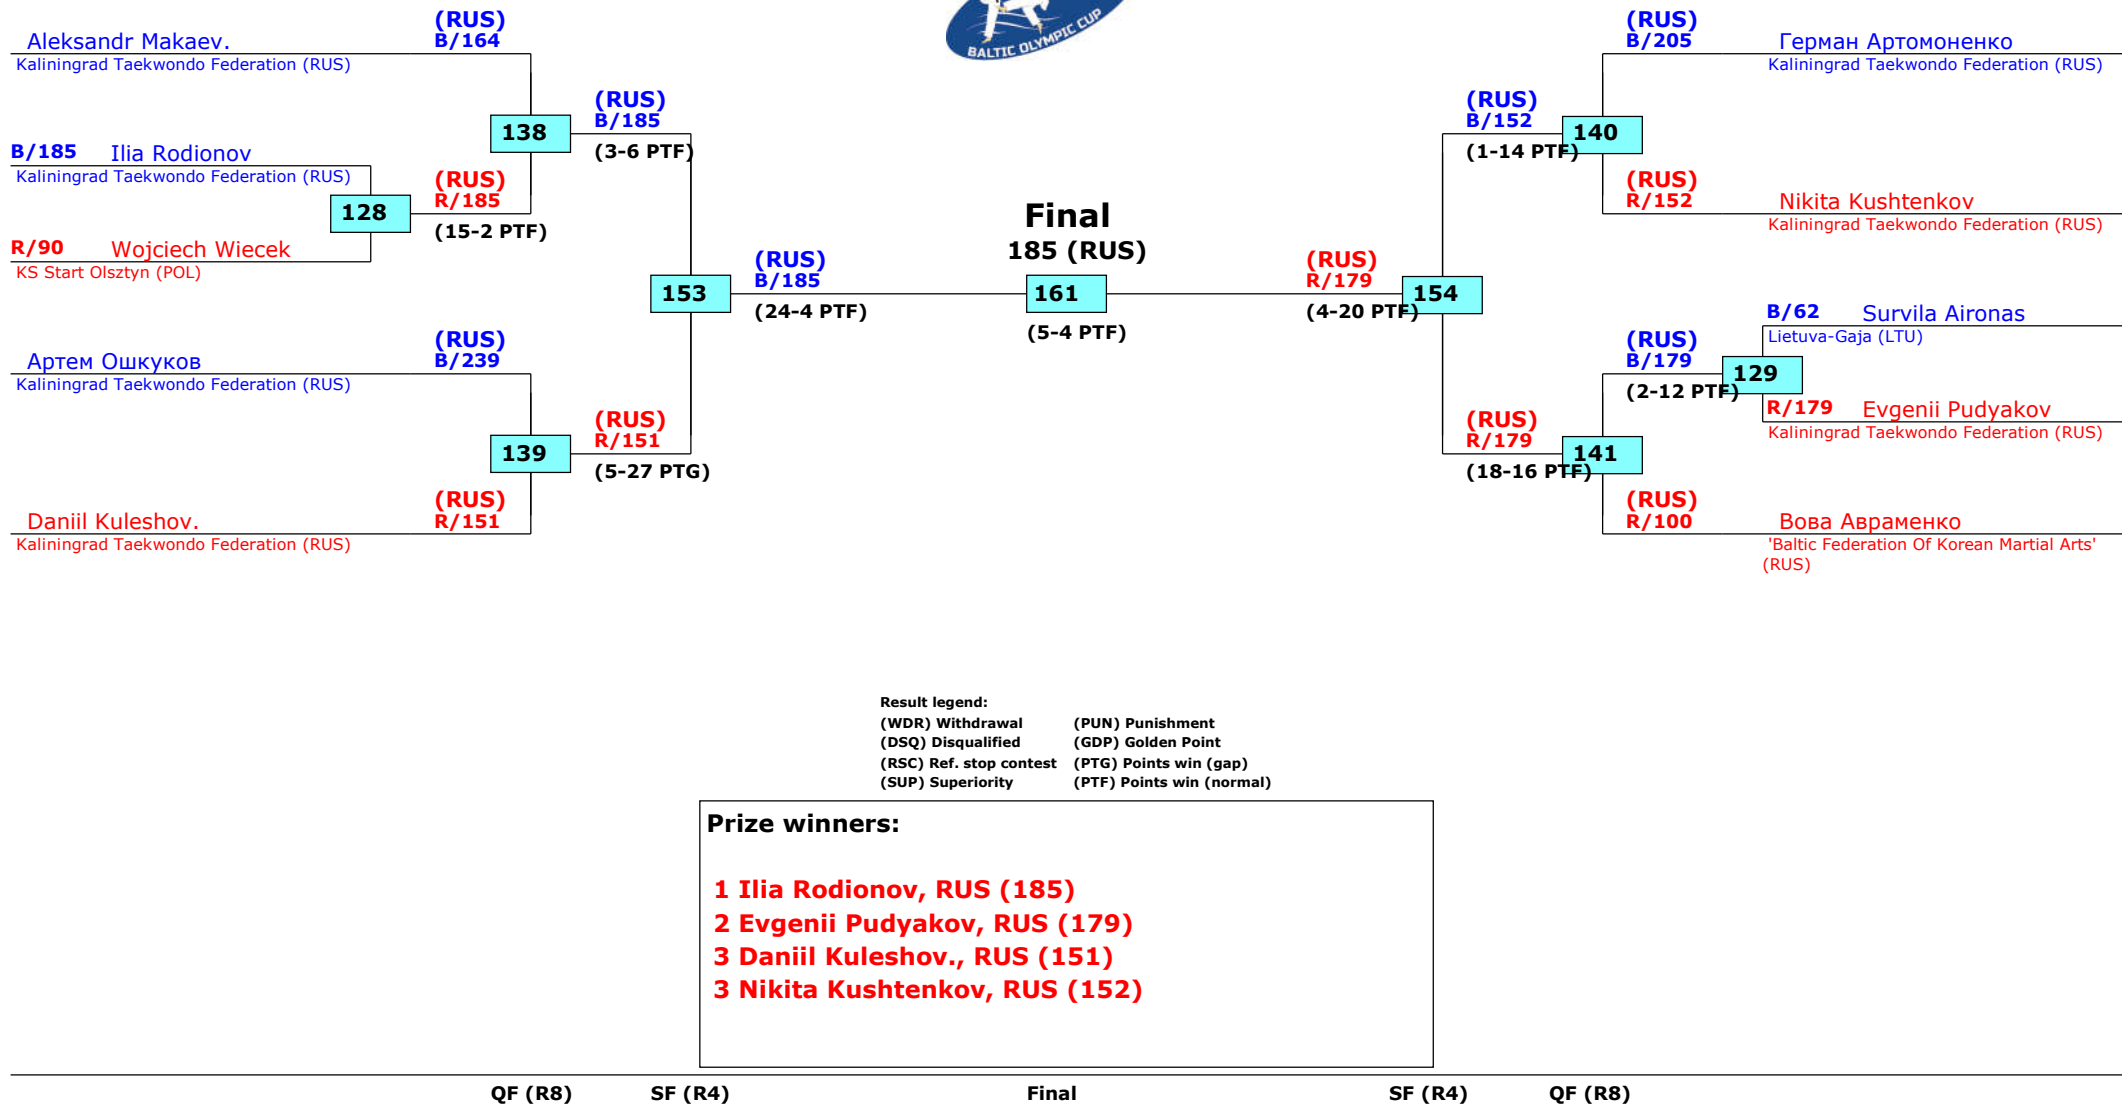 BALTIC OLYMPIC CUP
(RUS)
B/164
Aleksandr Makaev.
Kaliningrad Taekwondo Federation (RUS)
138
(RUS)
B/185
(3-6 PTF)
B/185 Ilia Rodionov
Kaliningrad Taekwondo Federation (RUS)
128
(RUS)
R/185
(15-2 PTF)
R/90 Wojciech Wiecek
KS Start Olsztyn (POL)
153
(RUS)
B/185
(24-4 PTF)
Артем Ошкуков
(RUS)
B/239
Kaliningrad Taekwondo Federation (RUS)
139
(RUS)
R/151
(5-27 PTG)
Daniil Kuleshov.
(RUS)
R/151
Kaliningrad Taekwondo Federation (RUS)
Final
185 (RUS)
161
(5-4 PTF)
(RUS)
B/205
Герман Артомоненко
Kaliningrad Taekwondo Federation (RUS)
(RUS)
B/152
140
(1-14 PTF)
(RUS)
R/152
Nikita Kushtenkov
Kaliningrad Taekwondo Federation (RUS)
(RUS)
R/179
154
(4-20 PTF)
B/62 Survila Aironas
Lietuva-Gaja (LTU)
(RUS)
B/179
129
(2-12 PTF)
R/179 Evgenii Pudyakov
Kaliningrad Taekwondo Federation (RUS)
(RUS)
R/179
141
(18-16 PTF)
(RUS)
R/100
Вова Авраменко
'Baltic Federation Of Korean Martial Arts'
(RUS)
Result legend:
(WDR) Withdrawal (PUN) Punishment
(DSQ) Disqualified (GDP) Golden Point
(RSC) Ref. stop contest (PTG) Points win (gap)
(SUP) Superiority (PTF) Points win (normal)
Prize winners:
1 Ilia Rodionov, RUS (185)
2 Evgenii Pudyakov, RUS (179)
3 Daniil Kuleshov., RUS (151)
3 Nikita Kushtenkov, RUS (152)
QF (R8) SF (R4) Final SF (R4) QF (R8)